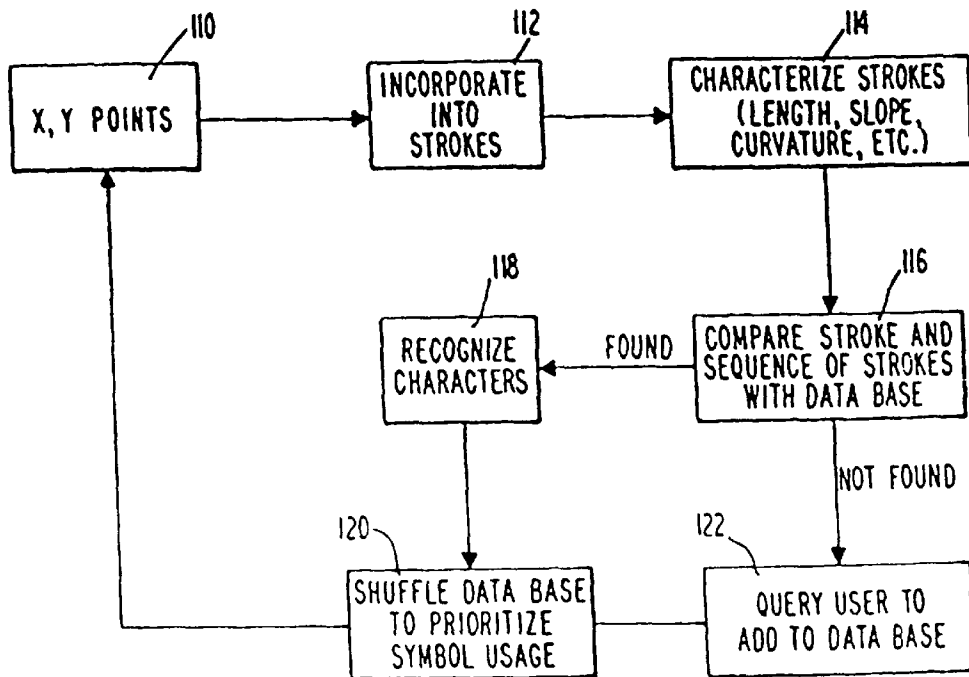 110
X, Y POINTS
112
INCORPORATE
INTO
STROKES
114
CHARACTERIZE STROKES
(LENGTH, SLOPE,
CURVATURE, ETC.)
116
COMPARE STROKE AND
SEQUENCE OF STROKES
WITH DATA BASE
FOUND
118
RECOGNIZE
CHARACTERS
NOT FOUND
120
SHUFFLE DATA BASE
TO PRIORITIZE
SYMBOL USAGE
122
QUERY USER TO
ADD TO DATA BASE